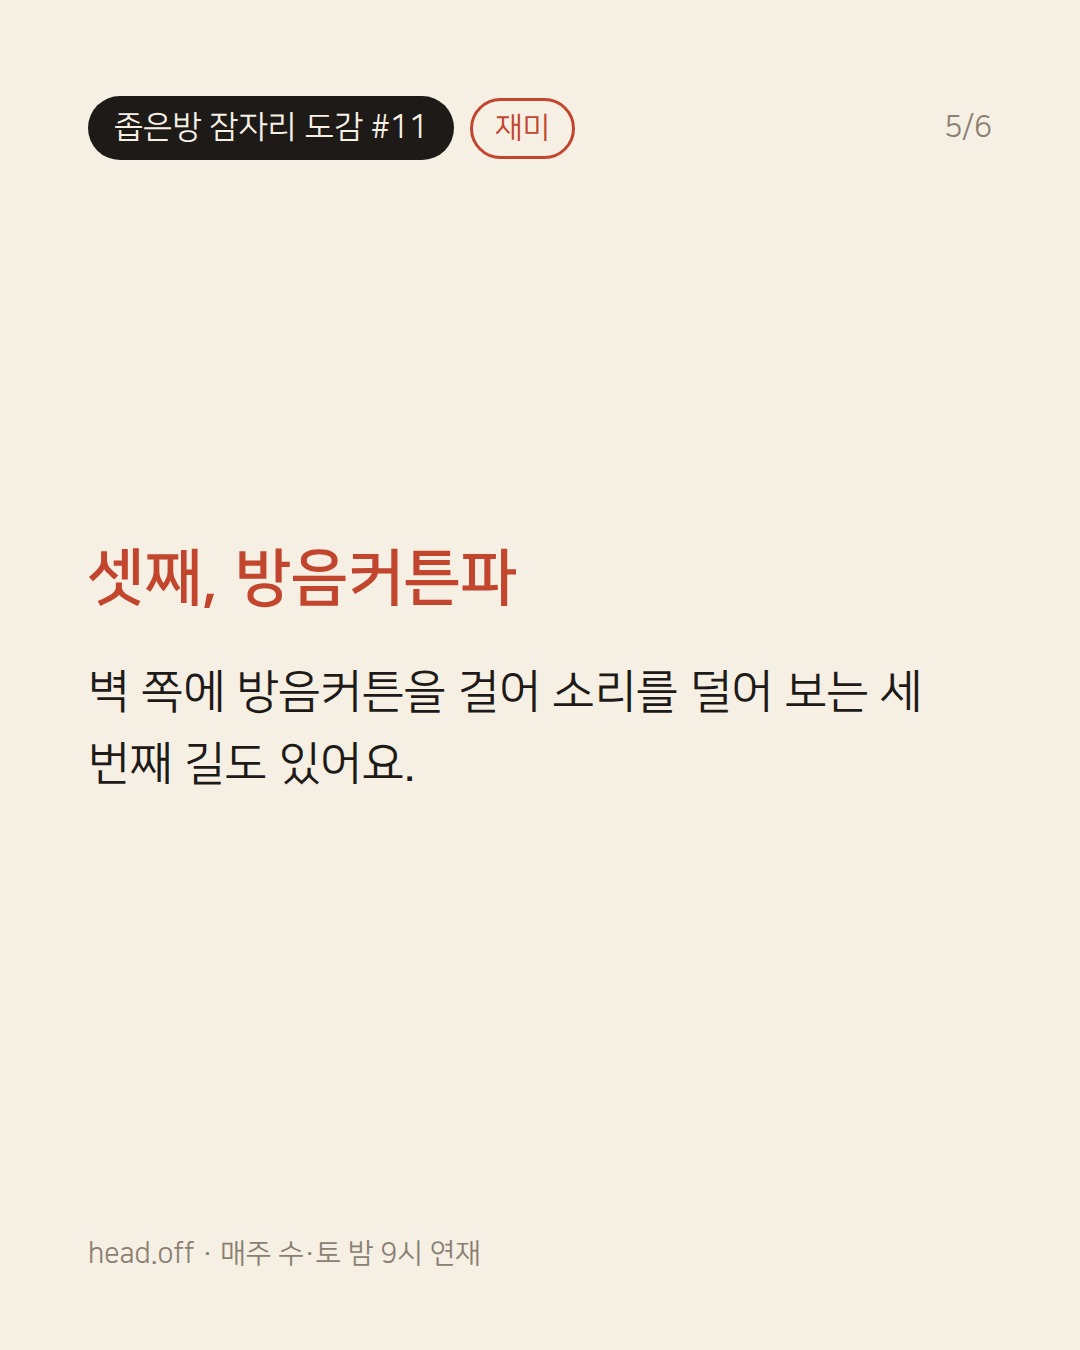 좁은방 잠자리 도감 #11
재미
5/6
셋째, 방음커튼파
벽 쪽에 방음커튼을 걸어 소리를 덜어 보는 세
번째 길도 있어요.
head.off · 매주 수·토 밤 9시 연재